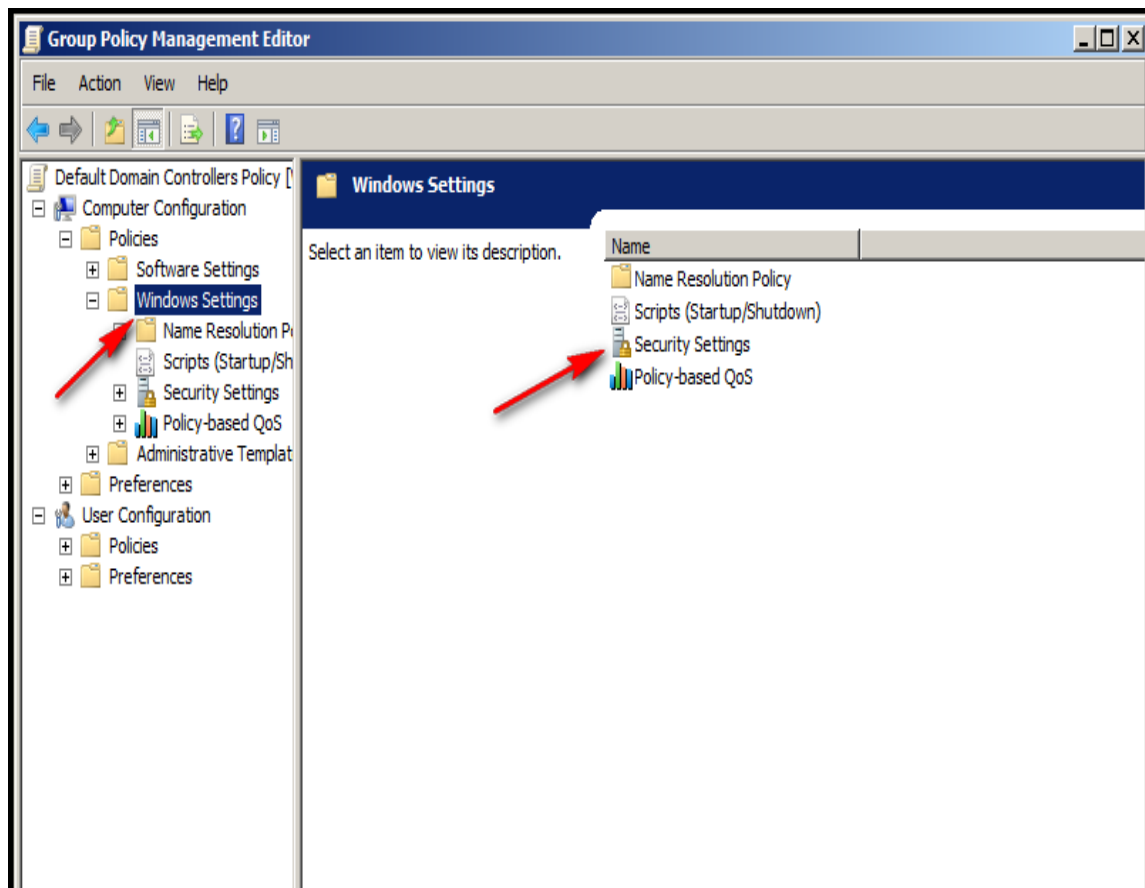 Group Policy Management Editor
File Action View Help
Default Domain Controllers Policy [
Computer Configuration
Policies
Software Settings
Windows Settings
Name Resolution P
Scripts (Startup/Sh
Security Settings
Policy-based QoS
Administrative Templat
Preferences
User Configuration
Policies
Preferences
Windows Settings
Select an item to view its description.
Name
Name Resolution Policy
Scripts (Startup/Shutdown)
Security Settings
Policy-based QoS